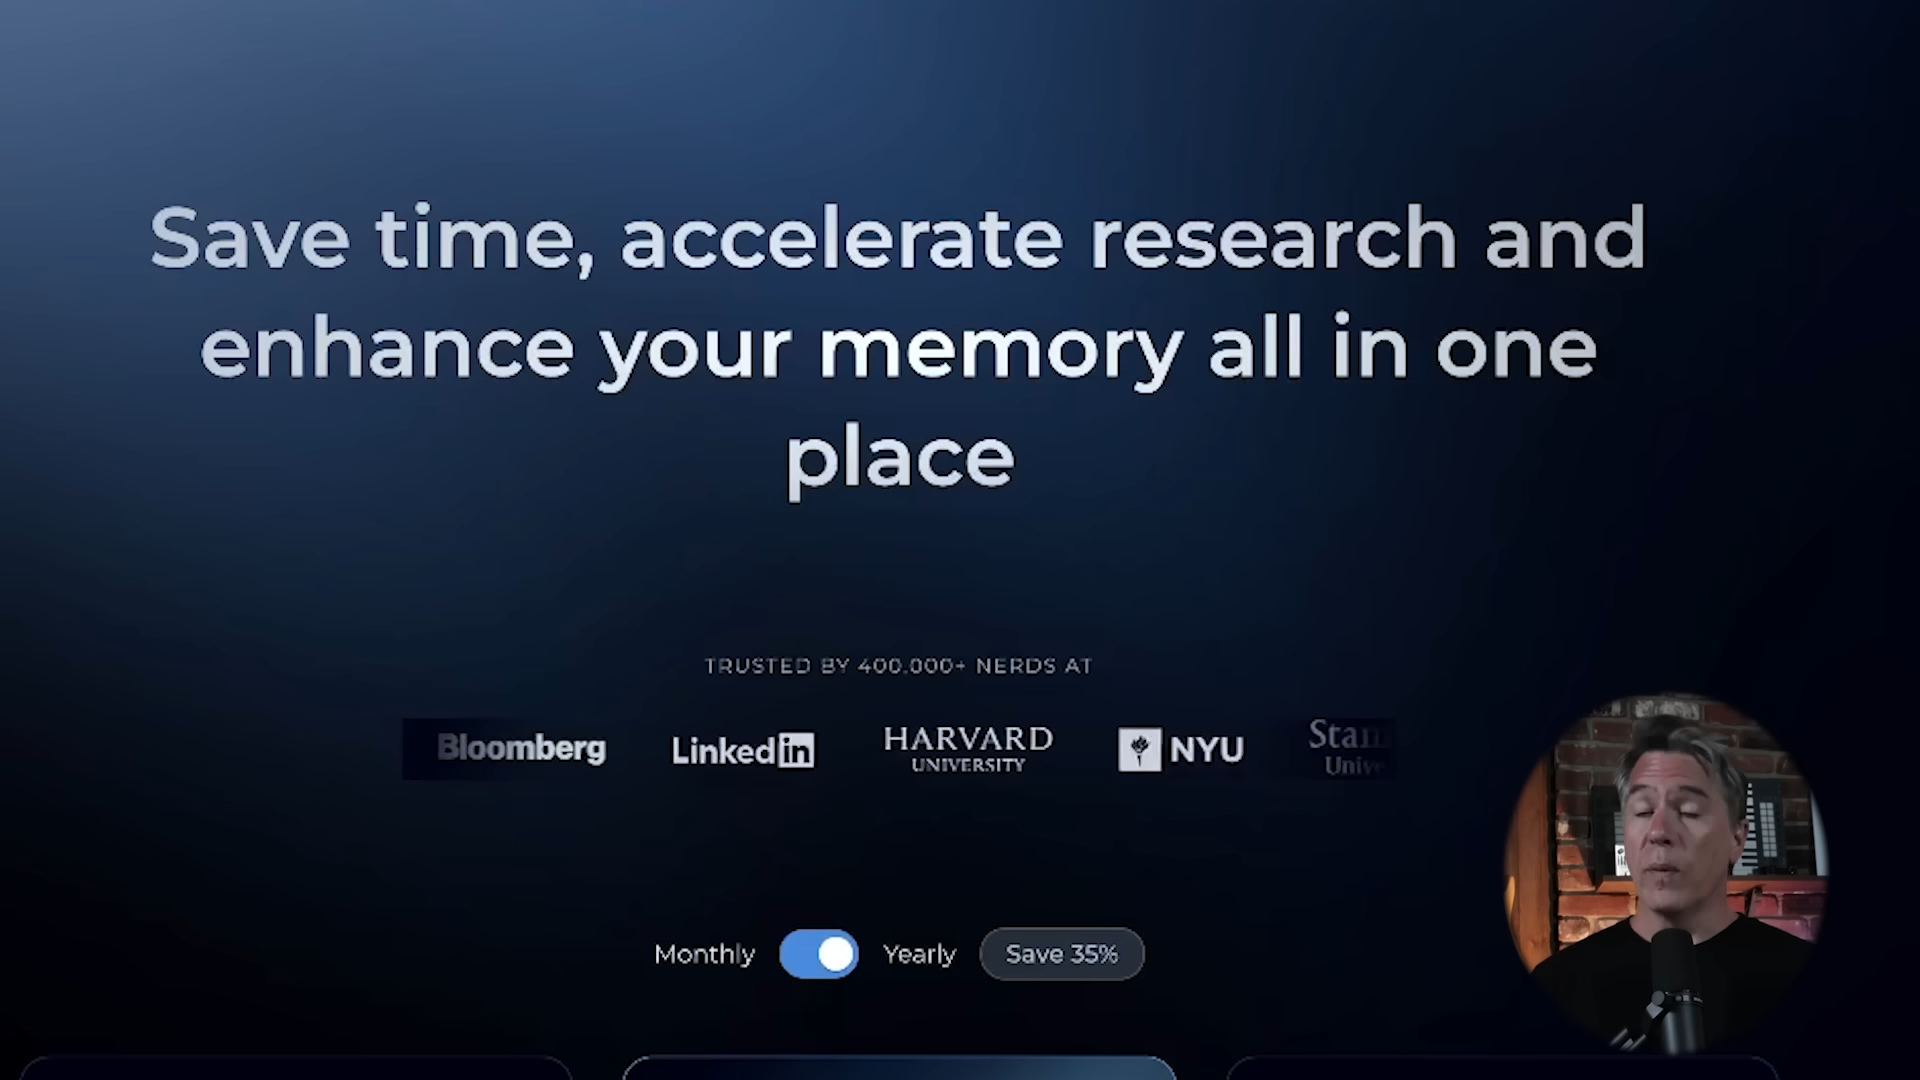 Save time, accelerate research and
enhance your memory all in one
place
TRUSTED BY 400,000+ NERDS AT
Bloomberg LinkedIn HARVARD UNIVERSITY NYU
Monthly Yearly Save 35%